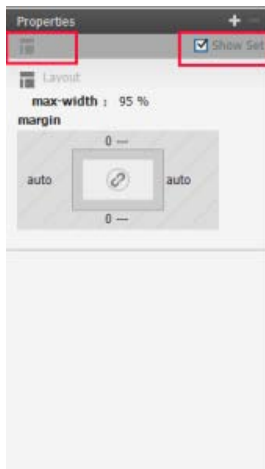 Properties
Show Set
Layout
max-width : 95 %
margin
0 ---
auto auto
0 ---